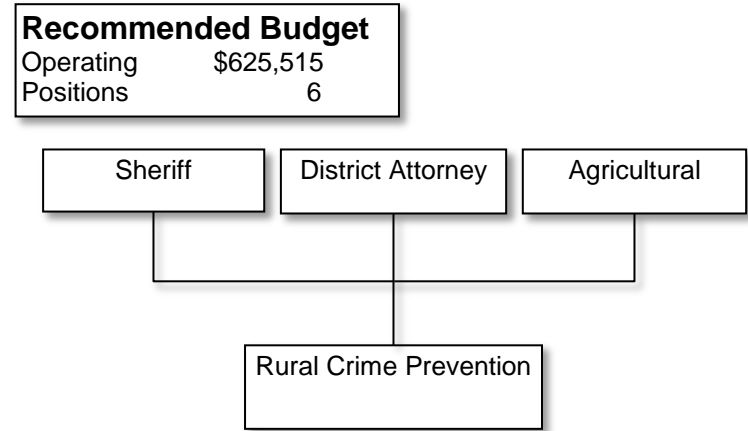 Recommended Budget
Operating $625,515
Positions 6
Sheriff
District Attorney
Agricultural
Rural Crime Prevention